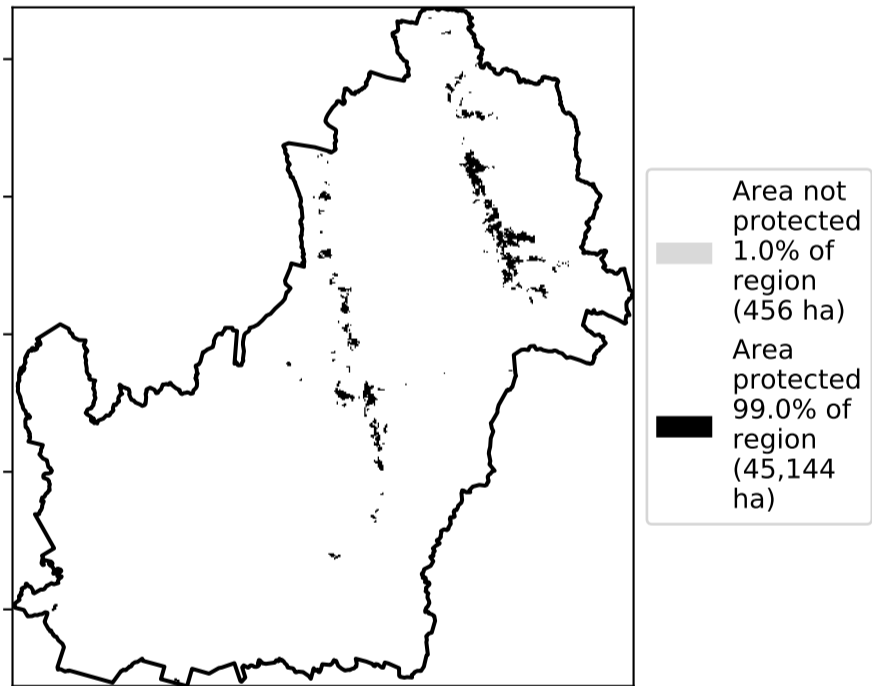 Area not
protected
1.0% of
region
(456 ha)
Area
protected
99.0% of
region
(45,144
ha)